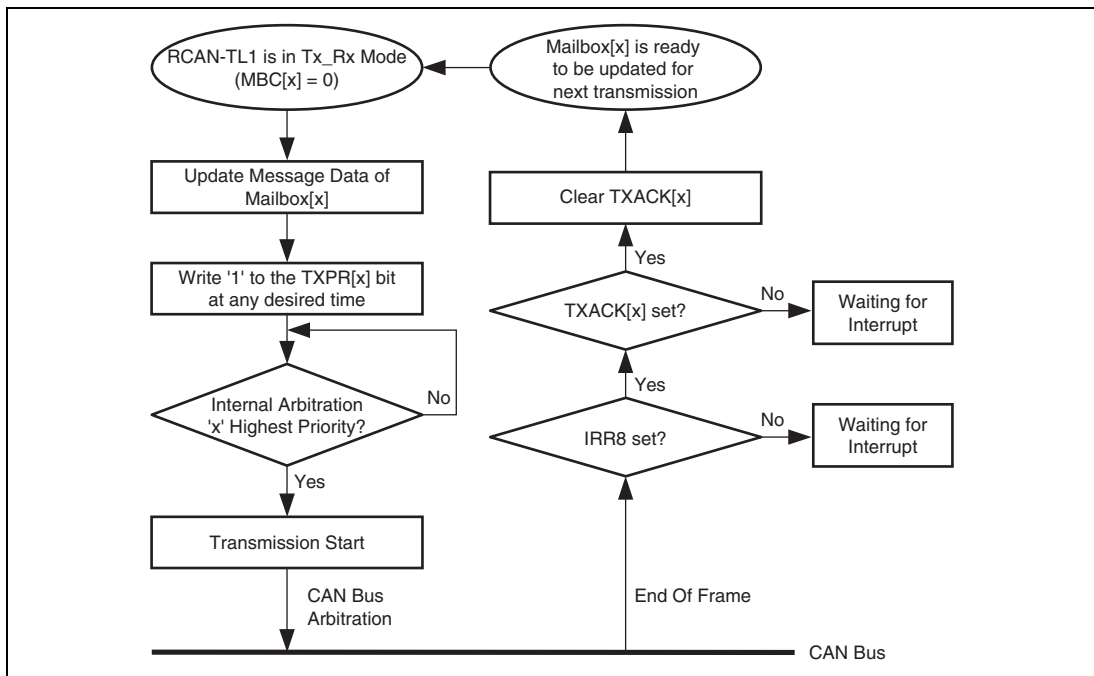 RCAN-TL1 is in Tx_Rx Mode
(MBC[x] = 0)
Update Message Data of
Mailbox[x]
Write '1' to the TXPR[x] bit
at any desired time
Internal Arbitration
'x' Highest Priority?
No
Yes
Transmission Start
CAN Bus
Arbitration
CAN Bus
End Of Frame
IRR8 set?
No
Waiting for
Interrupt
Yes
TXACK[x] set?
No
Waiting for
Interrupt
Yes
Clear TXACK[x]
Mailbox[x] is ready
to be updated for
next transmission